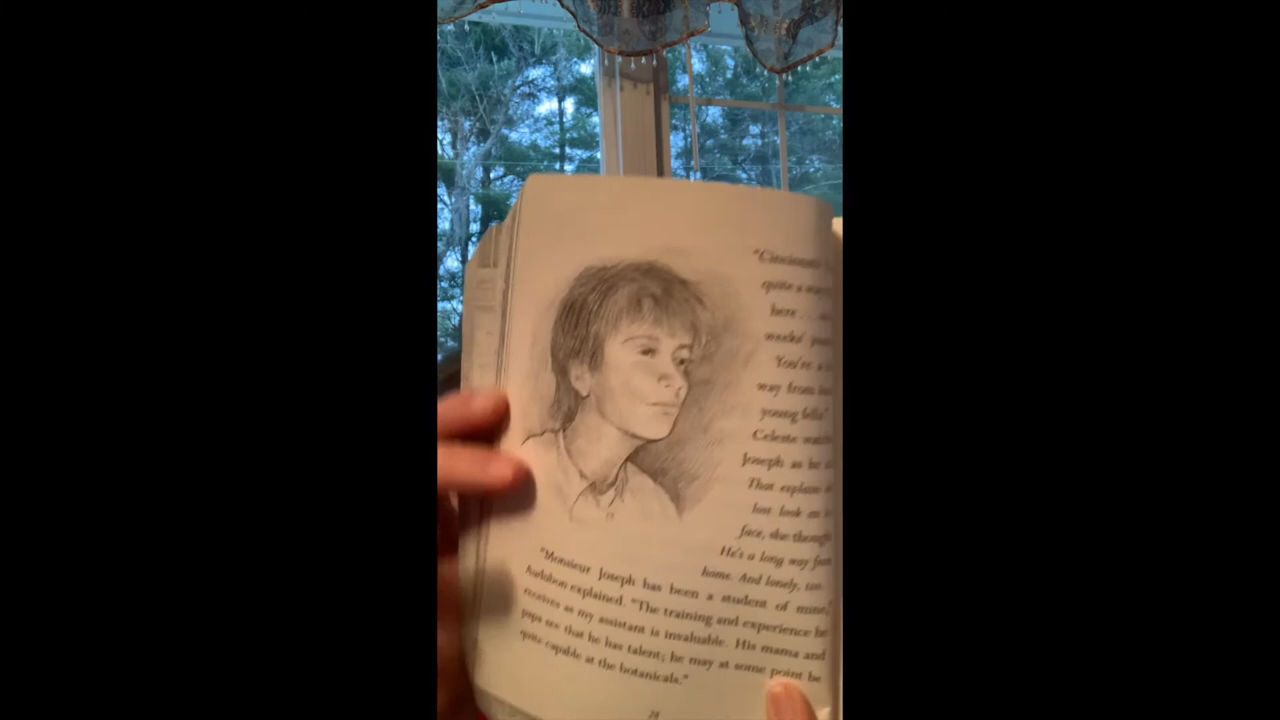 "Cincinnati
quite a
here . . .
weeks'
You're a
way from
young fella"
Celeste
Joseph as he
That explains
lost look
face, she thought
He's a long way from
home. And lonely, too.
"Monsieur Joseph has been a student of mine,"
Audubon explained. "The training and experience he
receives as my assistant is invaluable. His mama and
papa see that he has talent; he may at some point be
quite capable at the botanicals."
24